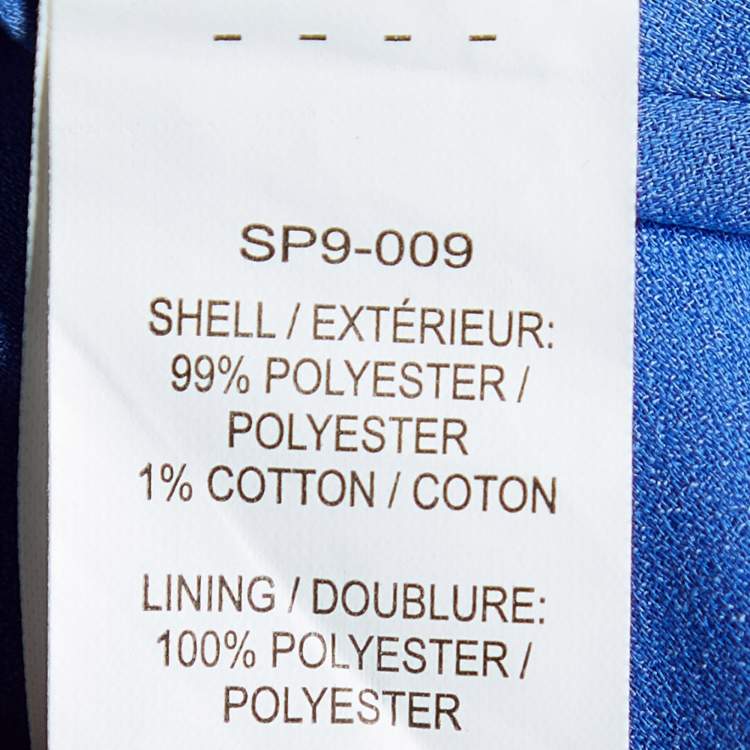 - - - -
SP9-009
SHELL / EXTÉRIEUR:
99% POLYESTER /
POLYESTER
1% COTTON / COTON
LINING / DOUBLURE:
100% POLYESTER /
POLYESTER